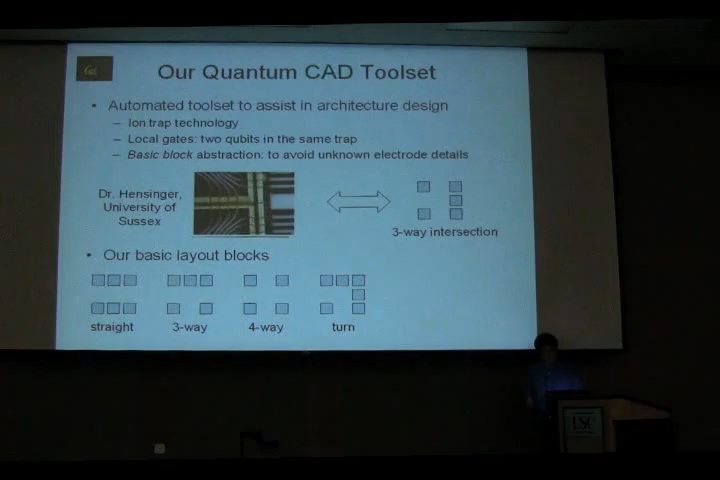 Cal
Our Quantum CAD Toolset
• Automated toolset to assist in architecture design
– Ion trap technology
– Local gates: two qubits in the same trap
– Basic block abstraction: to avoid unknown electrode details
Dr. Hensinger,
University of
Sussex
3-way intersection
• Our basic layout blocks
straight 3-way 4-way turn
USC